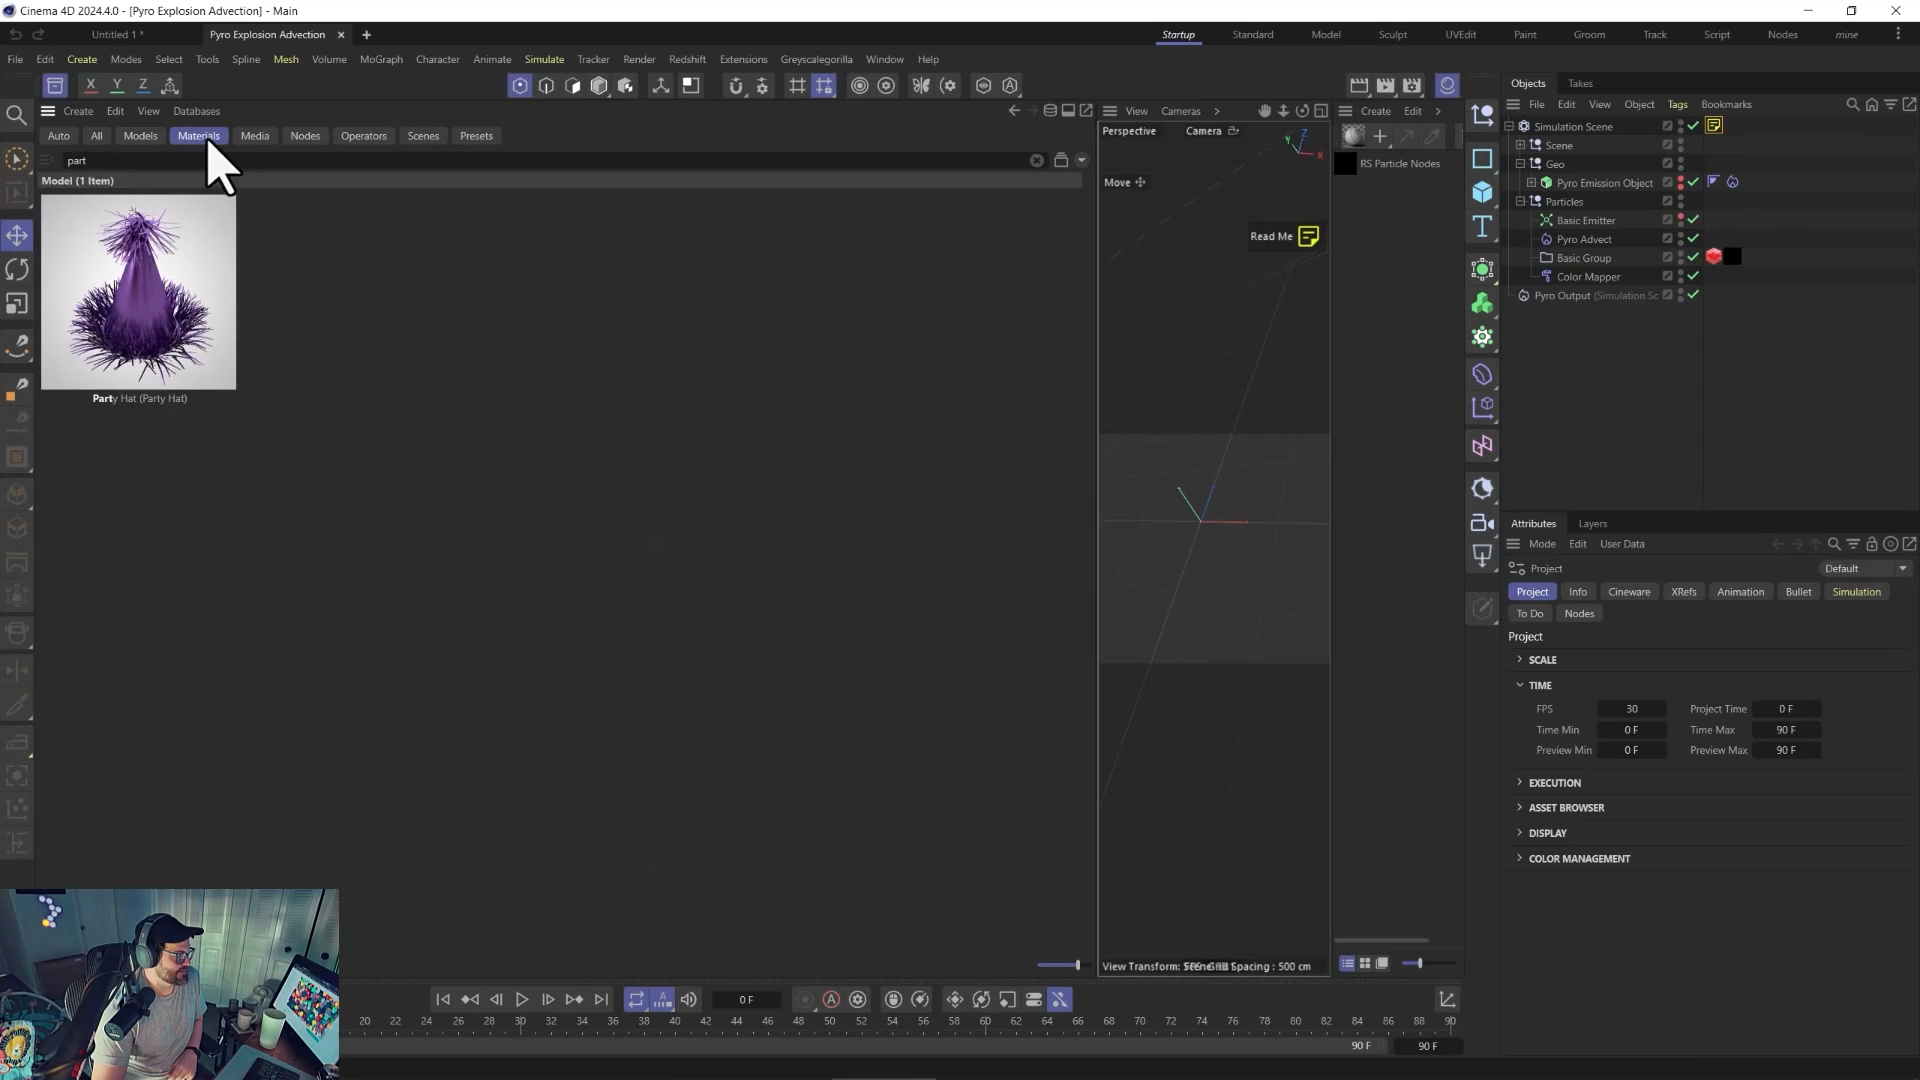 Cinema 4D 2024.4.0 - [Pyro Explosion Advection] - Main
Untitled 1 * Pyro Explosion Advection Startup Standard Model Sculpt UVEdit Paint Groom Track Script Nodes mine
File Edit Create Modes Select Tools Spline Mesh Volume MoGraph Character Animate Simulate Tracker Render Redshift Extensions Greyscalegorilla Window Help
X Y Z
Create Edit View Databases
Auto All Models Materials Media Nodes Operators Scenes Presets
part
Model (1 Item)
Party Hat (Party Hat)
View Cameras
Perspective Camera
Y Z X
Move
Read Me
View Transform: Spacing : 500 cm
Create Edit
RS Particle Nodes
Objects Takes
File Edit View Object Tags Bookmarks
Simulation Scene
Scene
Geo
Pyro Emission Object
Particles
Basic Emitter
Pyro Advect
Basic Group
Color Mapper
Pyro Output (Simulation Sc
Attributes Layers
Mode Edit User Data
Project Default
Project Info Cineware XRefs Animation Bullet Simulation
To Do Nodes
Project
SCALE
TIME
FPS 30 Project Time 0 F
Time Min 0 F Time Max 90 F
Preview Min 0 F Preview Max 90 F
EXECUTION
ASSET BROWSER
DISPLAY
COLOR MANAGEMENT
0 F
20 22 24 26 28 30 32 34 36 38 40 42 44 46 48 50 52 54 56 58 60 62 64 66 68 70 72 74 76 78 80 82 84 86 88 90
90 F 90 F